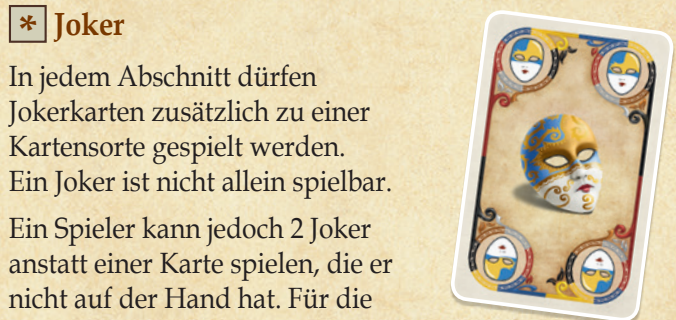 * Joker
In jedem Abschnitt dürfen
Jokerkarten zusätzlich zu einer
Kartensorte gespielt werden.
Ein Joker ist nicht allein spielbar.
Ein Spieler kann jedoch 2 Joker
anstatt einer Karte spielen, die er
nicht auf der Hand hat. Für die